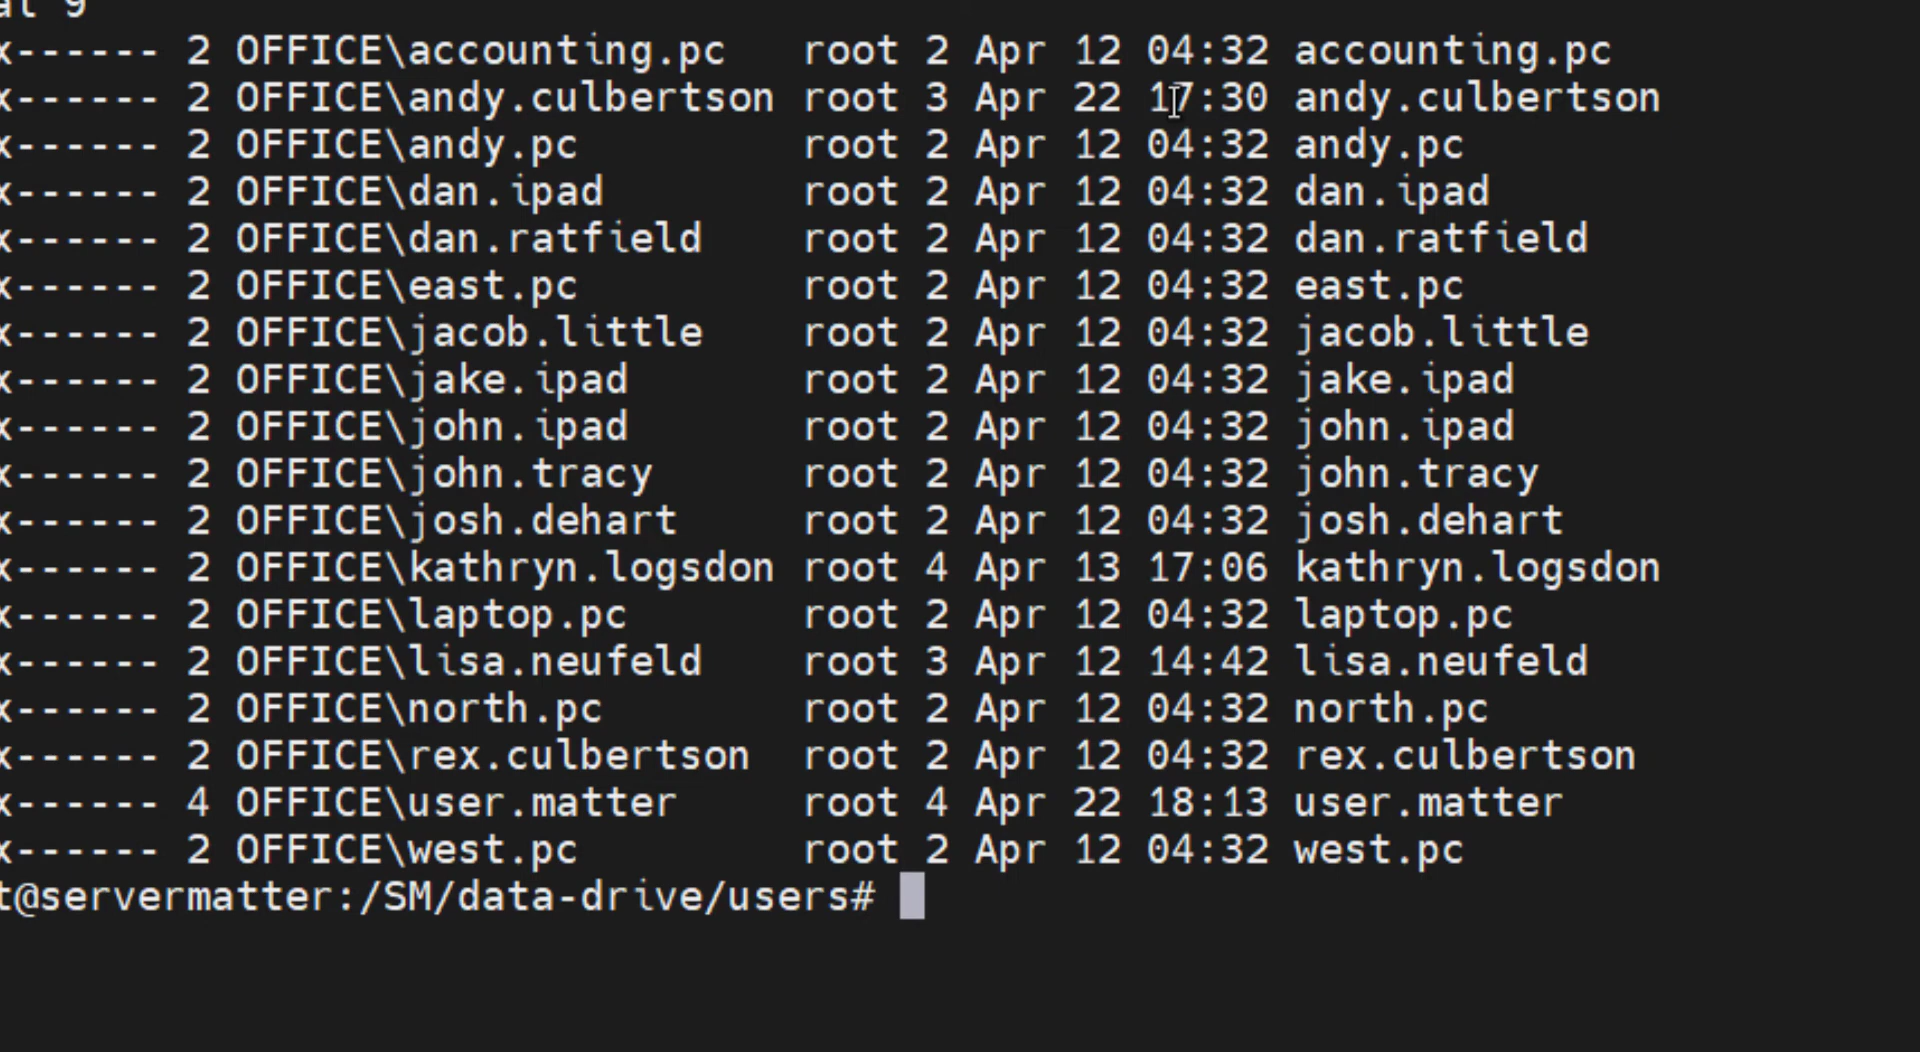 al 9
x------ 2 OFFICE\accounting.pc root 2 Apr 12 04:32 accounting.pc
x------ 2 OFFICE\andy.culbertson root 3 Apr 22 17:30 andy.culbertson
x------ 2 OFFICE\andy.pc root 2 Apr 12 04:32 andy.pc
x------ 2 OFFICE\dan.ipad root 2 Apr 12 04:32 dan.ipad
x------ 2 OFFICE\dan.ratfield root 2 Apr 12 04:32 dan.ratfield
x------ 2 OFFICE\east.pc root 2 Apr 12 04:32 east.pc
x------ 2 OFFICE\jacob.little root 2 Apr 12 04:32 jacob.little
x------ 2 OFFICE\jake.ipad root 2 Apr 12 04:32 jake.ipad
x------ 2 OFFICE\john.ipad root 2 Apr 12 04:32 john.ipad
x------ 2 OFFICE\john.tracy root 2 Apr 12 04:32 john.tracy
x------ 2 OFFICE\josh.dehart root 2 Apr 12 04:32 josh.dehart
x------ 2 OFFICE\kathryn.logsdon root 4 Apr 13 17:06 kathryn.logsdon
x------ 2 OFFICE\laptop.pc root 2 Apr 12 04:32 laptop.pc
x------ 2 OFFICE\lisa.neufeld root 3 Apr 12 14:42 lisa.neufeld
x------ 2 OFFICE\north.pc root 2 Apr 12 04:32 north.pc
x------ 2 OFFICE\rex.culbertson root 2 Apr 12 04:32 rex.culbertson
x------ 4 OFFICE\user.matter root 4 Apr 22 18:13 user.matter
x------ 2 OFFICE\west.pc root 2 Apr 12 04:32 west.pc
t@servermatter:/SM/data-drive/users#